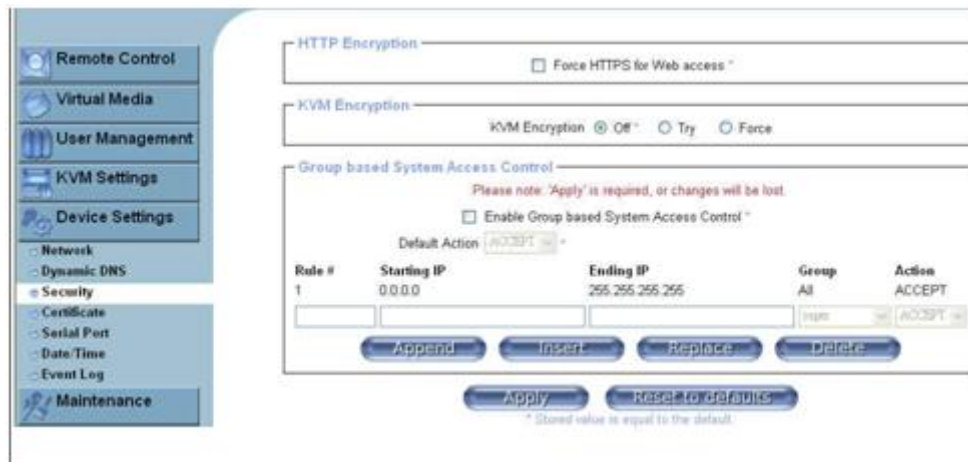 Remote Control
Virtual Media
User Management
KVM Settings
Device Settings
Network
Dynamic DNS
Security
Certificate
Serial Port
Date/Time
Event Log
Maintenance
HTTP Encryption
Force HTTPS for Web access *
KVM Encryption
KVM Encryption Off * Try Force
Group based System Access Control
Please note: 'Apply' is required, or changes will be lost.
Enable Group based System Access Control *
Default Action ACCEPT *
Rule # Starting IP Ending IP Group Action
1 0.0.0.0 255.255.255.255 All ACCEPT
ACCEPT
Append Insert Replace Delete
Apply Reset to defaults
* Stored value is equal to the default.